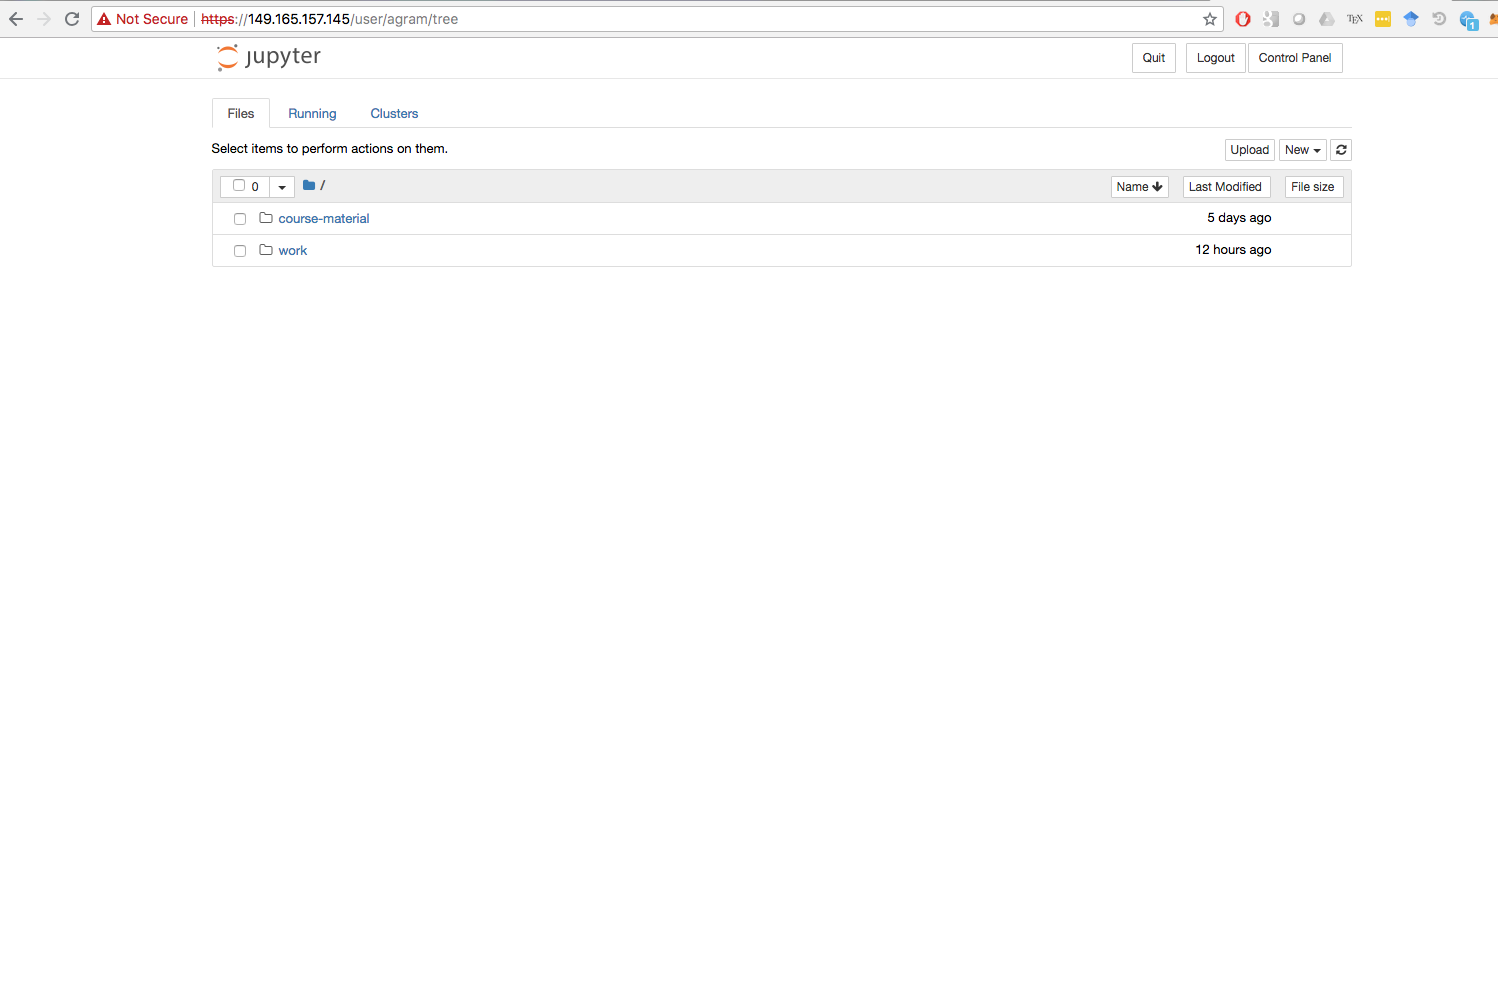 Not Secure https://149.165.157.145/user/agram/tree TEX 1
jupyter Quit Logout Control Panel
Files Running Clusters
Select items to perform actions on them. Upload New
0 / Name Last Modified File size
course-material 5 days ago
work 12 hours ago